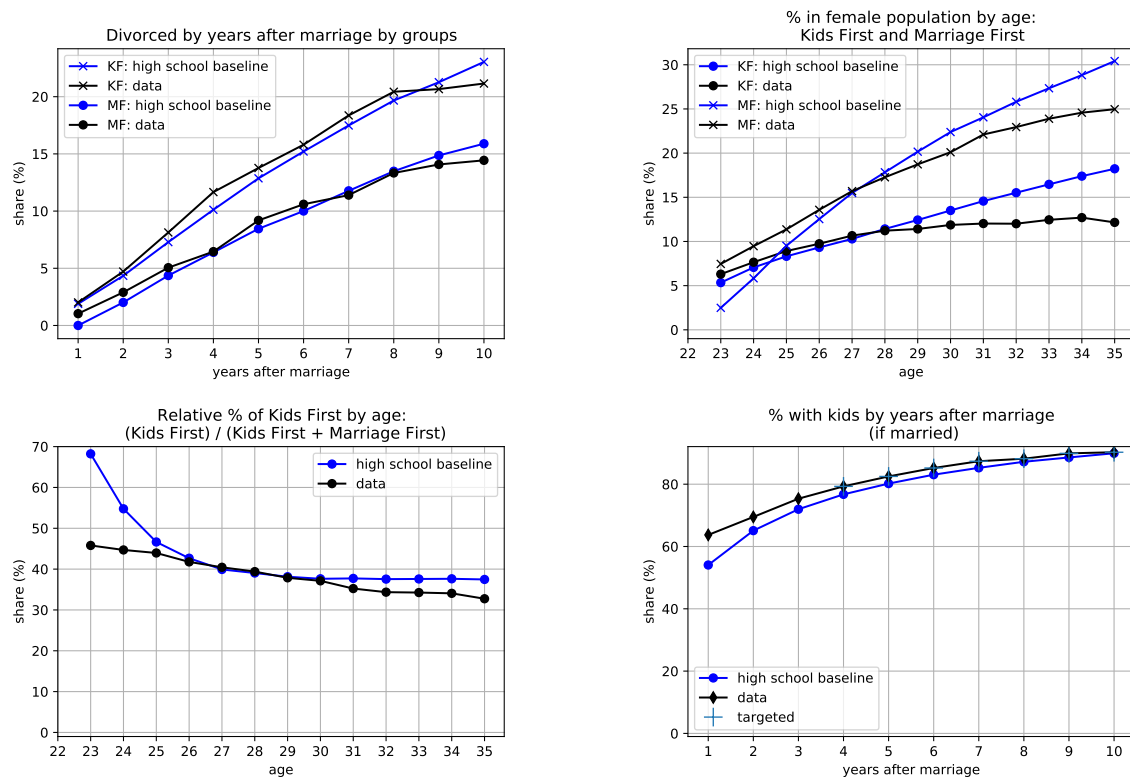 Divorced by years after marriage by groups
KF: high school baseline
KF: data
MF: high school baseline
MF: data
share (%)
20
15
10
5
0
1 2 3 4 5 6 7 8 9 10
years after marriage
% in female population by age:
Kids First and Marriage First
KF: high school baseline
KF: data
MF: high school baseline
MF: data
share (%)
30
25
20
15
10
5
0
22 23 24 25 26 27 28 29 30 31 32 33 34 35
age
Relative % of Kids First by age:
(Kids First) / (Kids First + Marriage First)
high school baseline
data
share (%)
70
60
50
40
30
20
10
0
22 23 24 25 26 27 28 29 30 31 32 33 34 35
age
% with kids by years after marriage
(if married)
share (%)
80
60
40
20
0
high school baseline
data
targeted
1 2 3 4 5 6 7 8 9 10
years after marriage